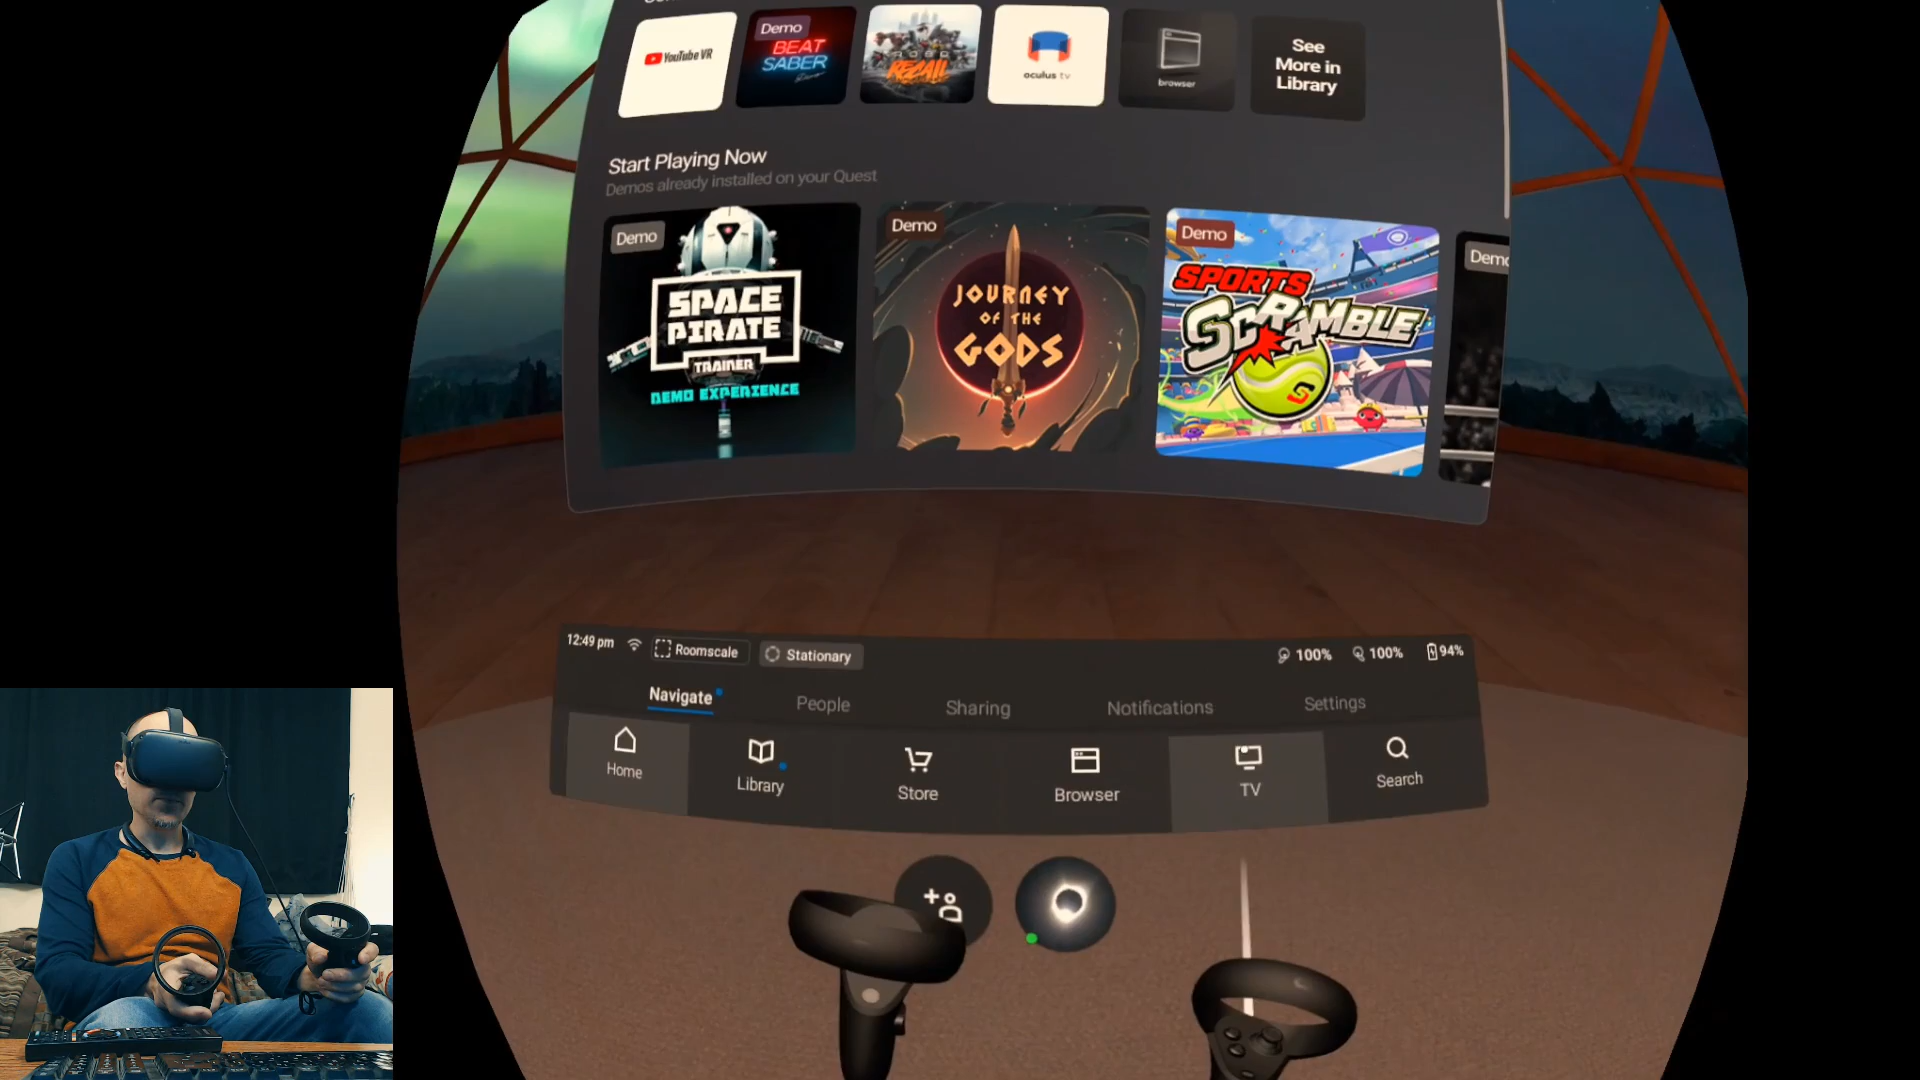 YouTube VR
Demo
BEAT
SABER
Demo
ROBO
RECALL
oculus tv
browser
See
More in
Library
Start Playing Now
Demos already installed on your Quest
Demo
SPACE
PIRATE
TRAINER
DEMO EXPERIENCE
Demo
JOURNEY
OF THE
GODS
Demo
SPORTS
SCRAMBLE
S
12:49 pm
Roomscale
Stationary
100%
100%
94%
Navigate
People
Sharing
Notifications
Settings
Home
Library
Store
Browser
TV
Search